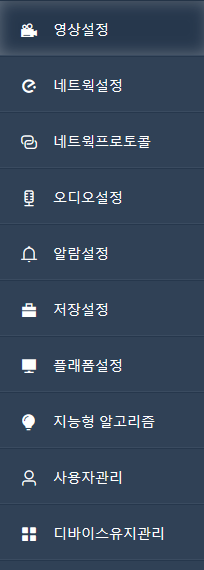 영상설정
네트웍설정
네트웍프로토콜
오디오설정
알람설정
저장설정
플래폼설정
지능형 알고리즘
사용자관리
디바이스유지관리